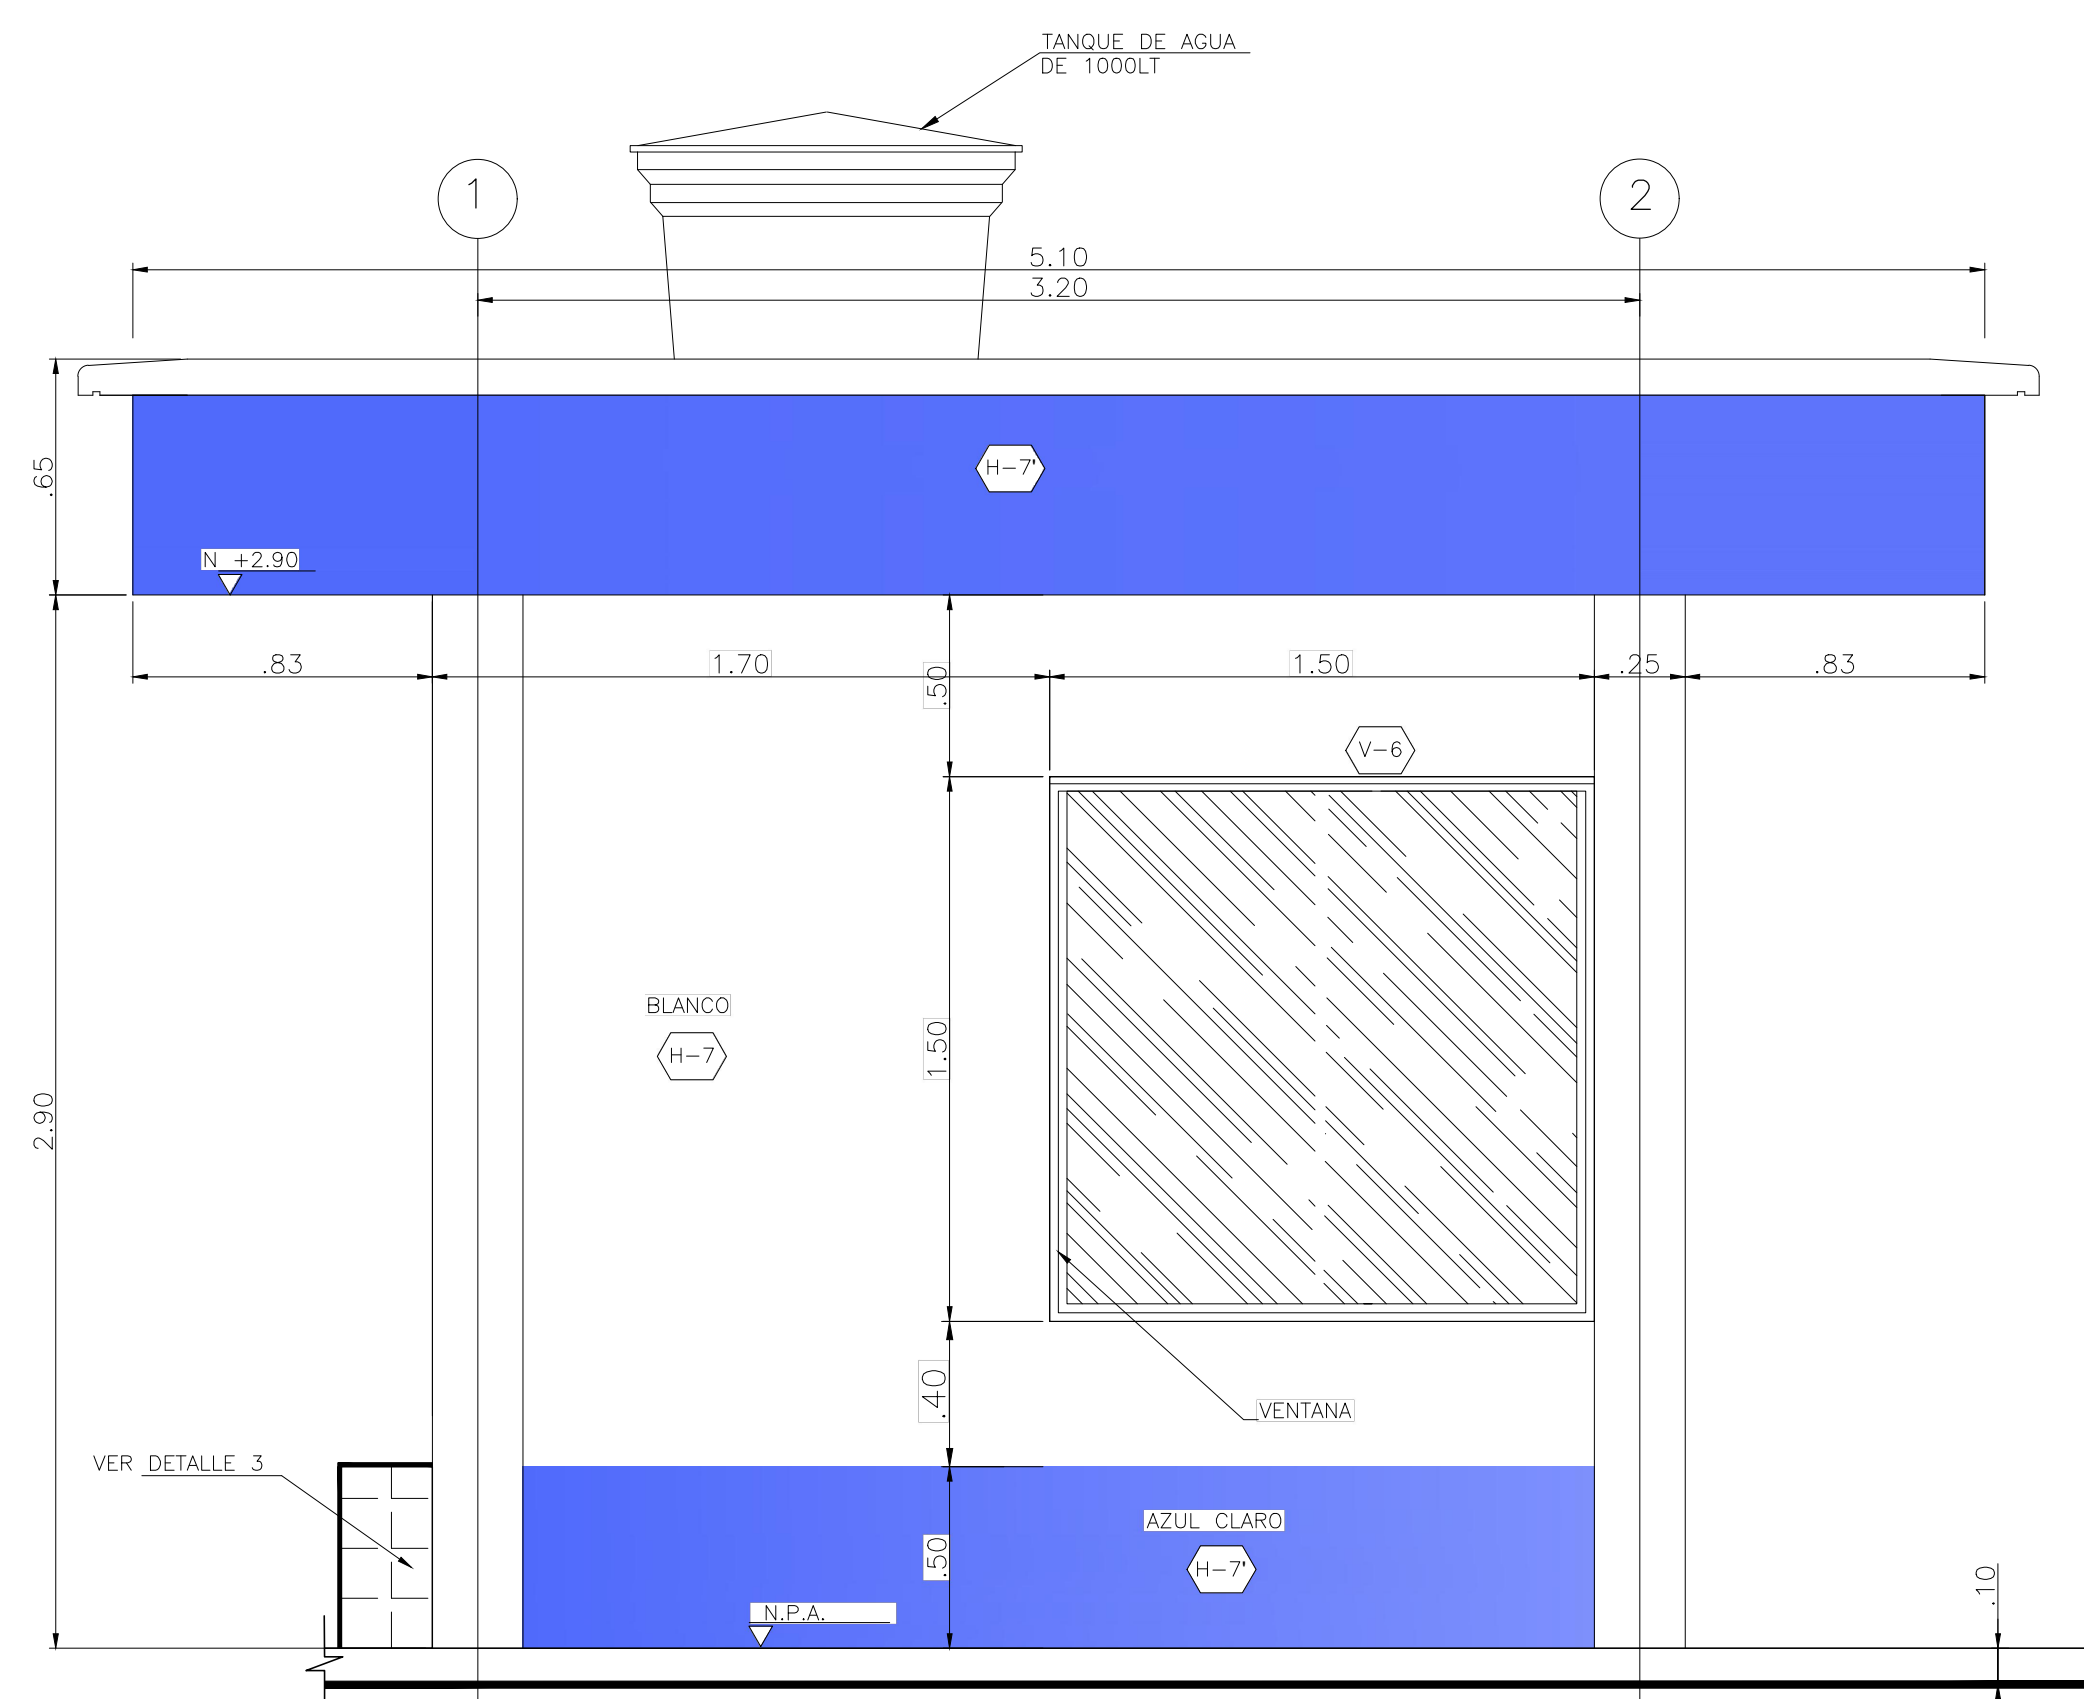 TANQUE DE AGUA
DE 1000LT
1
2
5.10
3.20
.65
H-7'
N +2.90
.83
1.70
.50
1.50
.25
.83
V-6
BLANCO
H-7
1.50
2.90
.40
VENTANA
VER DETALLE 3
AZUL CLARO
H-7'
.50
N.P.A.
.10